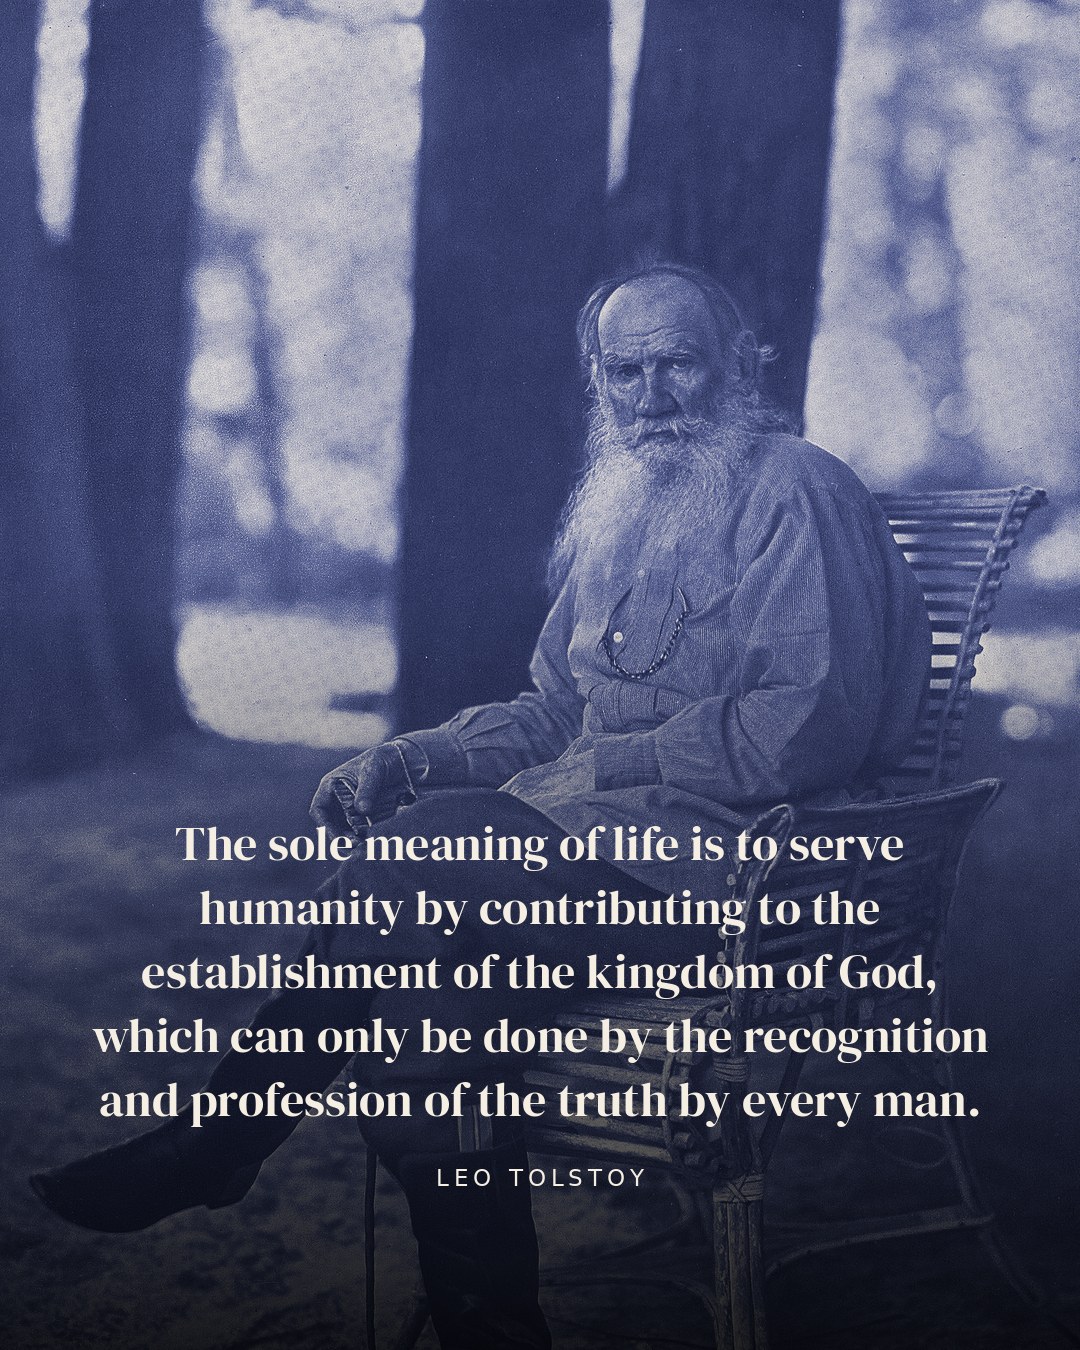 The sole meaning of life is to serve
humanity by contributing to the
establishment of the kingdom of God,
which can only be done by the recognition
and profession of the truth by every man.
LEO TOLSTOY